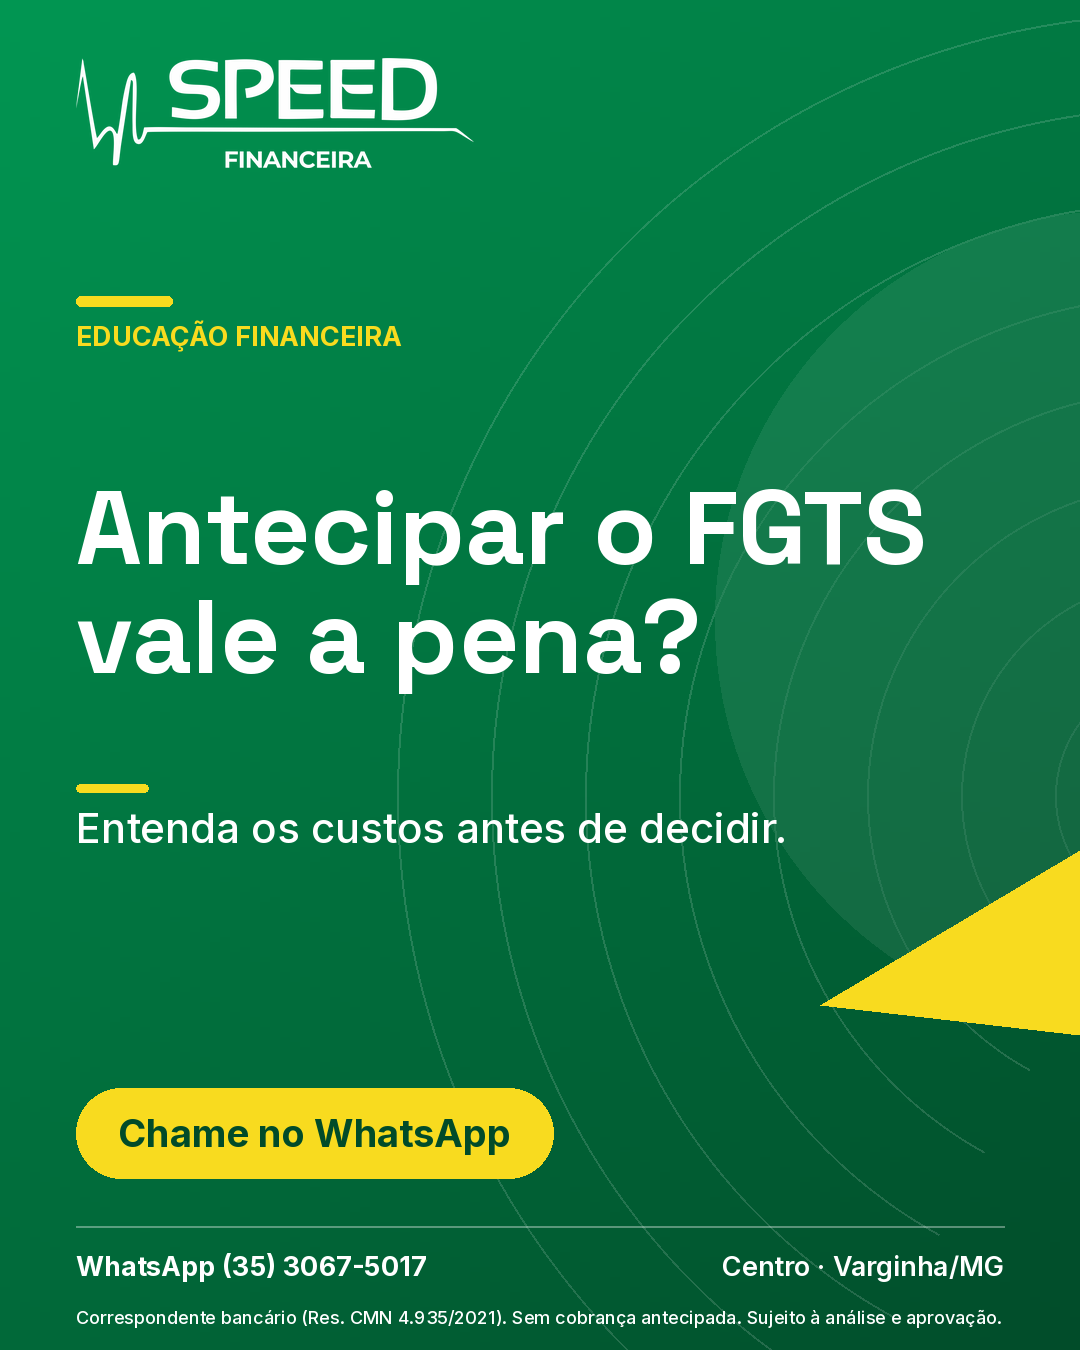 SPEED
FINANCEIRA
EDUCAÇÃO FINANCEIRA
Antecipar o FGTS
vale a pena?
Entenda os custos antes de decidir.
Chame no WhatsApp
WhatsApp (35) 3067-5017
Centro · Varginha/MG
Correspondente bancário (Res. CMN 4.935/2021). Sem cobrança antecipada. Sujeito à análise e aprovação.